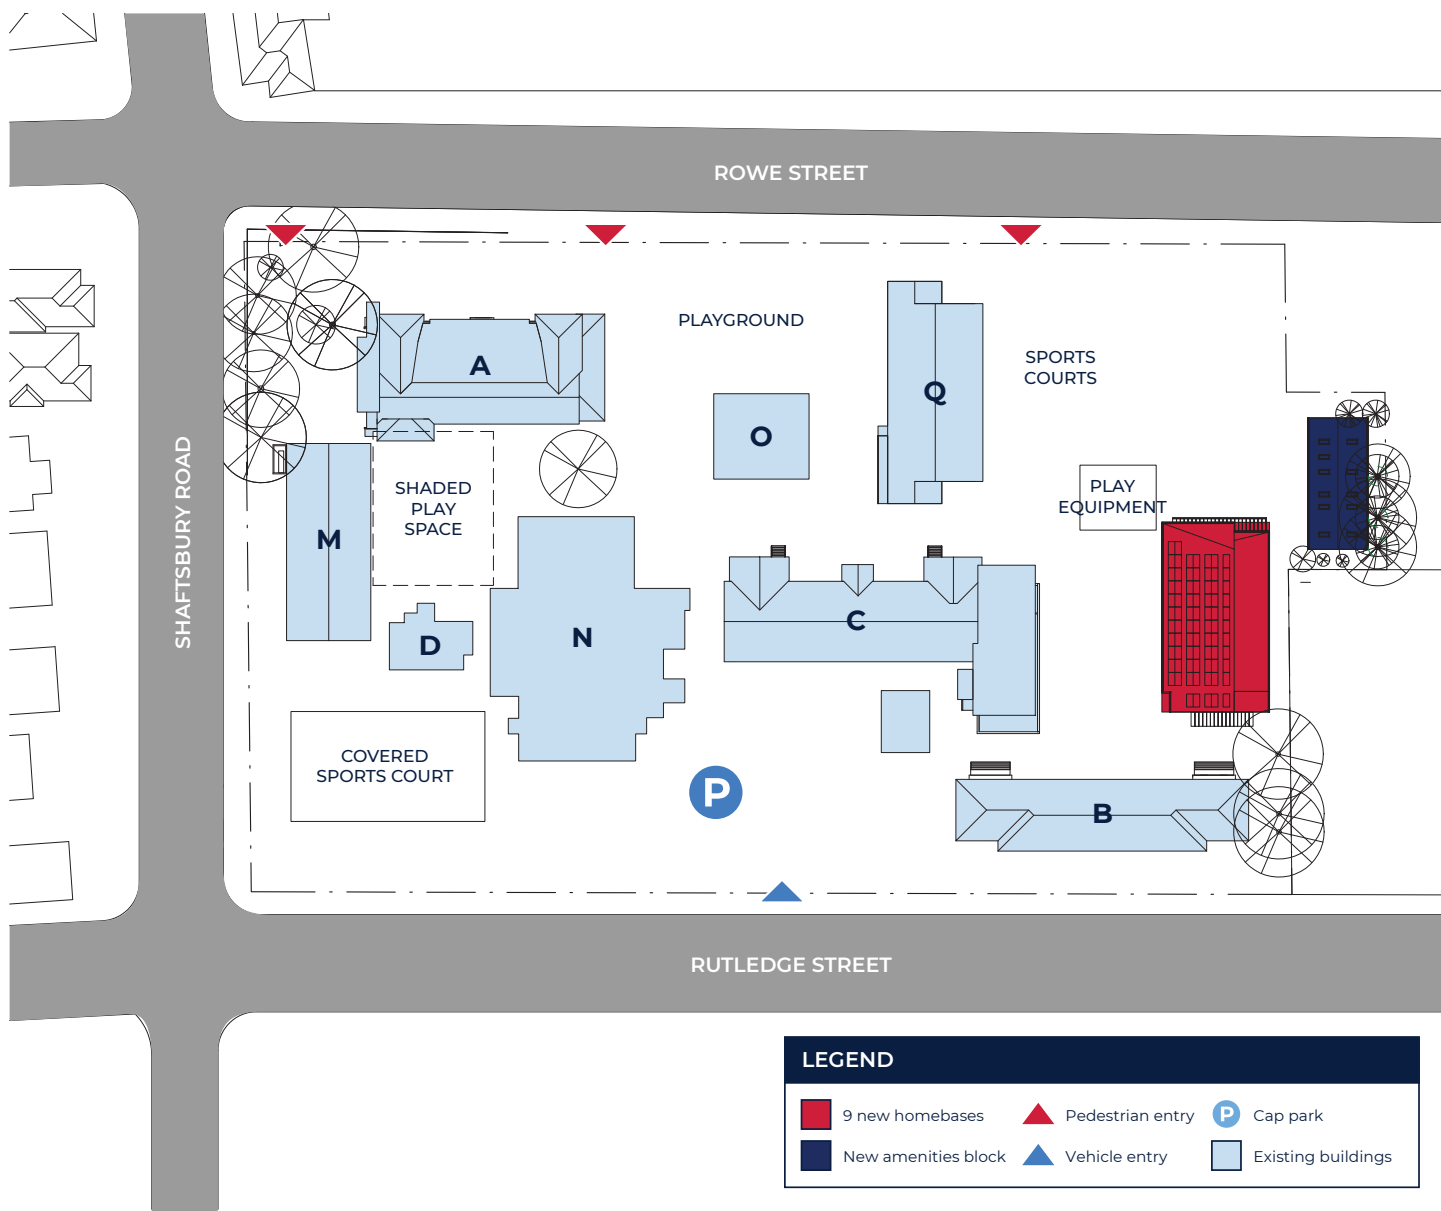 ROWE STREET
PLAYGROUND
A
Q
SPORTS
COURTS
O
SHAFTSBURY ROAD
SHADED
PLAY
SPACE
PLAY
EQUIPMENT
M
D
N
C
COVERED
SPORTS COURT
P
B
RUTLEDGE STREET
LEGEND
9 new homebases
Pedestrian entry
P Cap park
New amenities block
Vehicle entry
Existing buildings